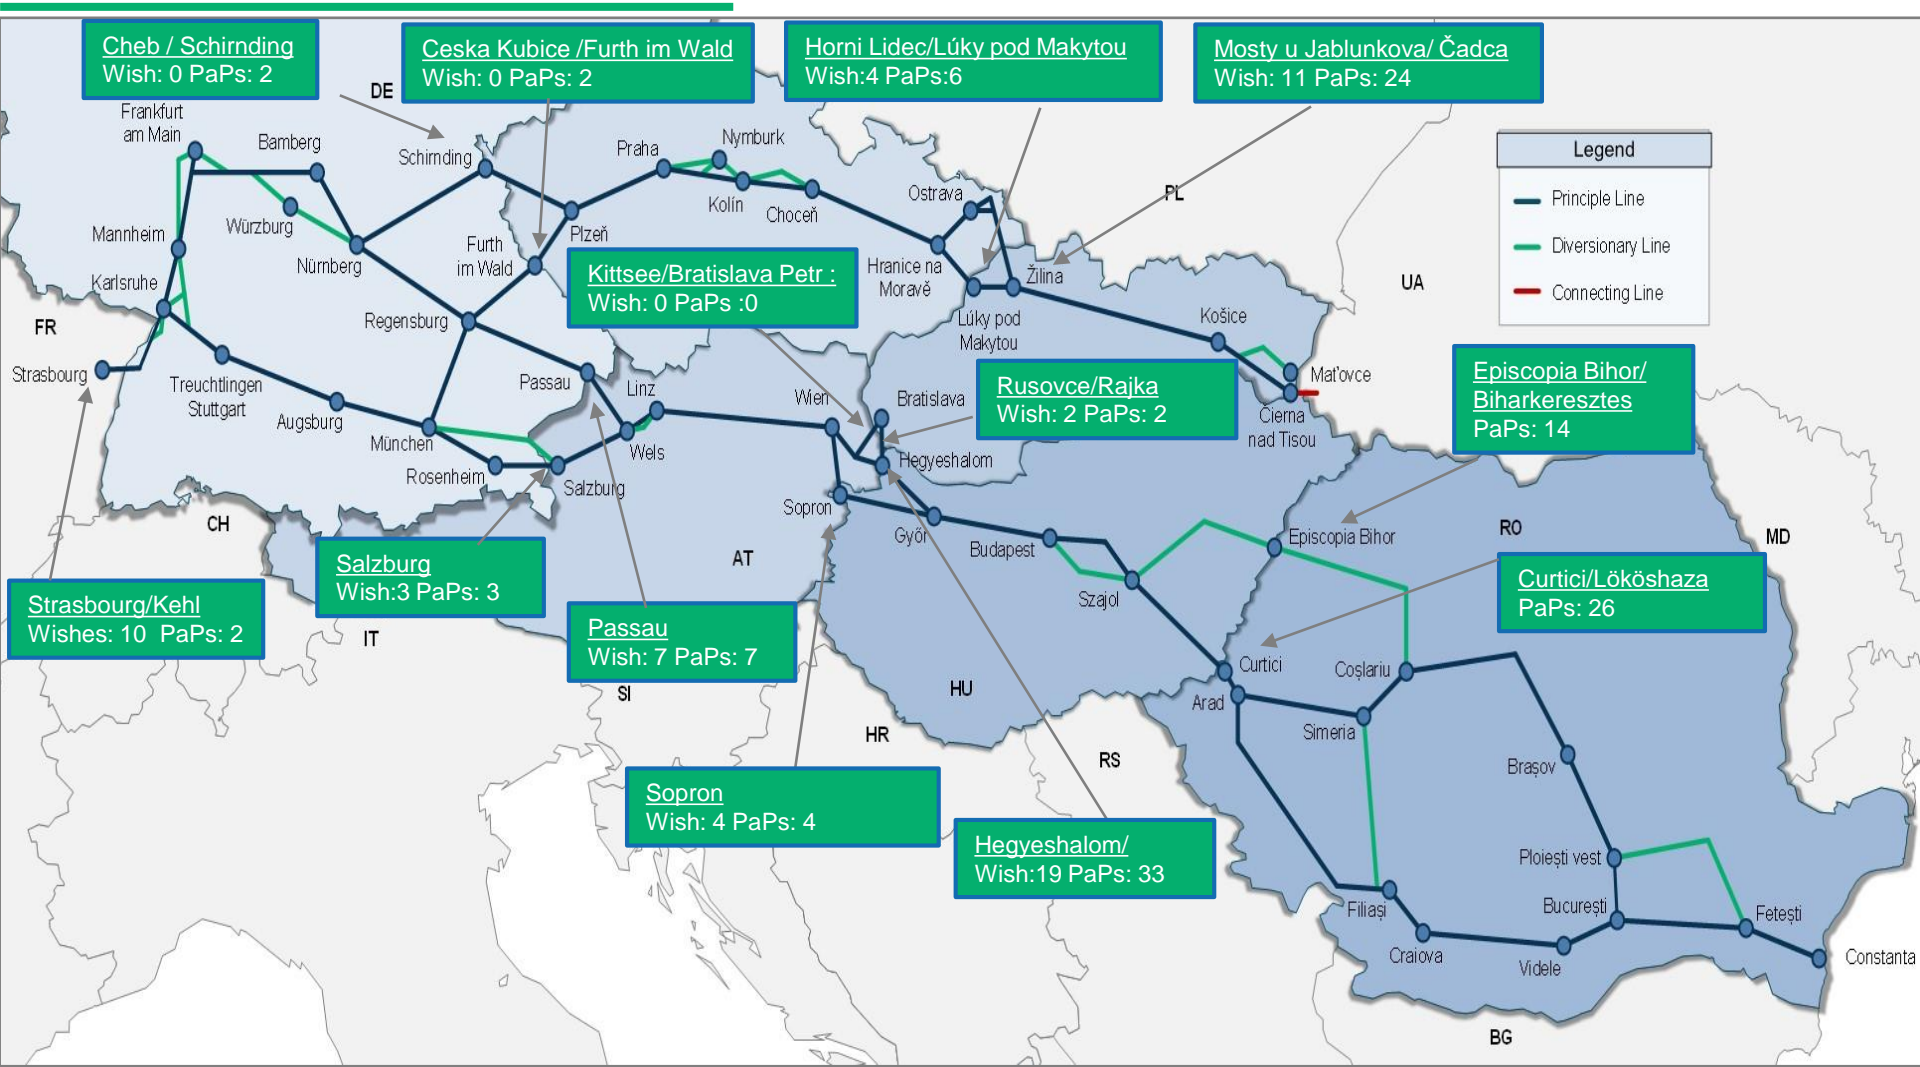 Cheb / Schirnding
Wish: 0 PaPs: 2
Ceska Kubice /Furth im Wald
Wish: 0 PaPs: 2
Horni Lidec/Lúky pod Makytou
Wish:4 PaPs:6
Mosty u Jablunkova/ Čadca
Wish: 11 PaPs: 24
DE
Frankfurt
am Main
Bamberg
Schirnding
Praha
Nymburk
Legend
Principle Line
Diversionary Line
Connecting Line
PL
Ostrava
Kolín
Choceň
Würzburg
Mannheim
Nürnberg
Furth
im Wald
Plzeň
Hranice na
Moravě
Žilina
UA
Karlsruhe
Kittsee/Bratislava Petr :
Wish: 0 PaPs :0
FR
Regensburg
Lúky pod
Makytou
Košice
Strasbourg
Treuchtlingen
Stuttgart
Passau
Linz
Wien
Bratislava
Rusovce/Rajka
Wish: 2 PaPs: 2
Maťovce
Čierna
nad Tisou
Episcopia Bihor/
Biharkeresztes
PaPs: 14
Augsburg
München
Rosenheim
Salzburg
Wels
Hegyeshalom
Sopron
Győr
Budapest
Episcopia Bihor
RO
MD
CH
AT
Salzburg
Wish:3 PaPs: 3
Szajol
Curtici/Lökösháza
PaPs: 26
Strasbourg/Kehl
Wishes: 10 PaPs: 2
IT
Passau
Wish: 7 PaPs: 7
SI
HU
Curtici
Arad
Coşlariu
Simeria
HR
RS
Braşov
Sopron
Wish: 4 PaPs: 4
Hegyeshalom/
Wish:19 PaPs: 33
Ploieşti vest
Filiaşi
Bucureşti
Feteşti
Craiova
Videle
Constanta
BG